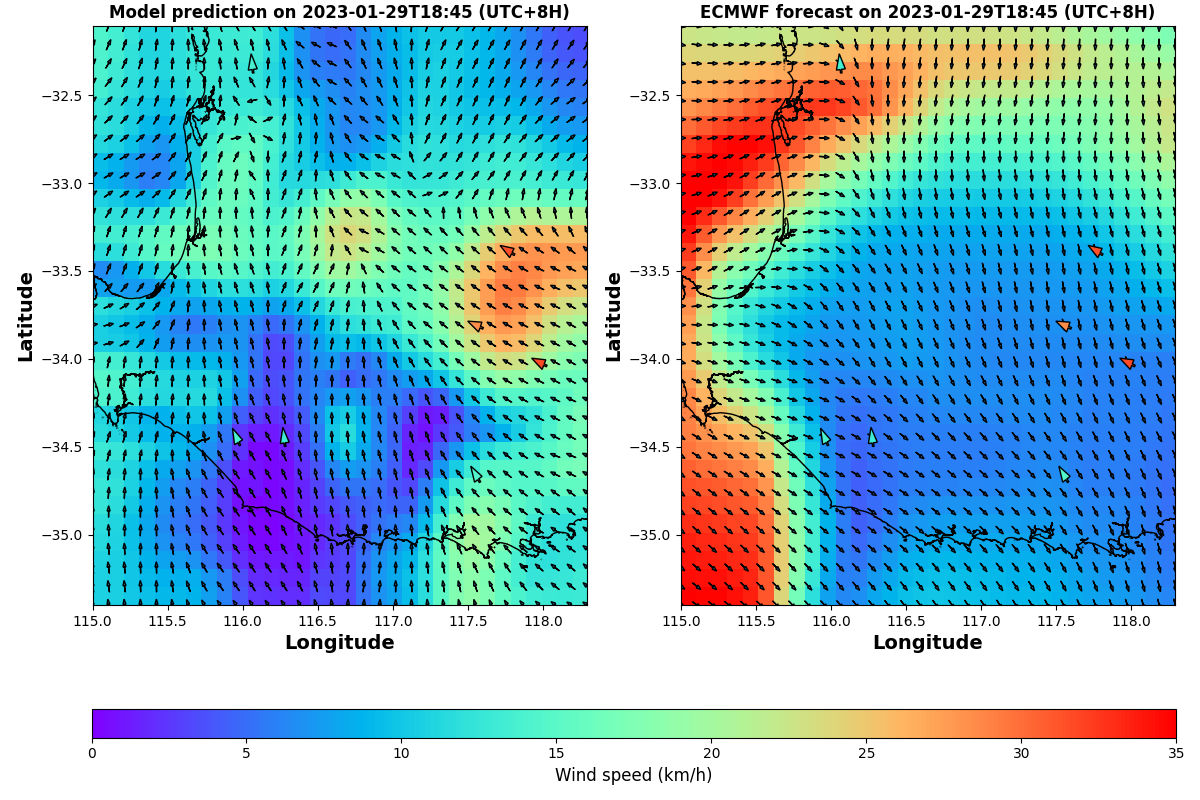 Model prediction on 2023-01-29T18:45 (UTC+8H)
ECMWF forecast on 2023-01-29T18:45 (UTC+8H)
Latitude
−32.5
−33.0
−33.5
−34.0
−34.5
−35.0
115.0 115.5 116.0 116.5 117.0 117.5 118.0
Longitude
Latitude
−32.5
−33.0
−33.5
−34.0
−34.5
−35.0
115.0 115.5 116.0 116.5 117.0 117.5 118.0
Longitude
0 5 10 15 20 25 30 35
Wind speed (km/h)